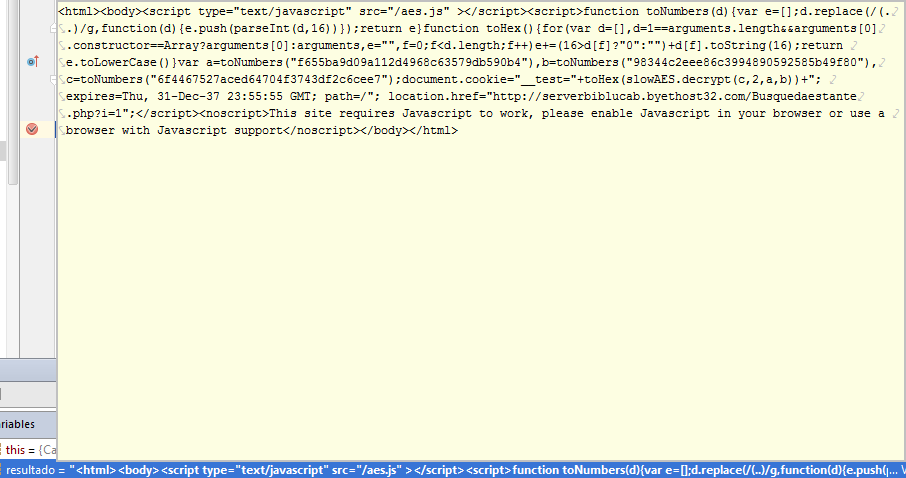 <html><body><script type="text/javascript" src="/aes.js" ></script><script>function toNumbers(d){var e=[];d.replace(/(.
.)/g,function(d){e.push(parseInt(d,16))});return e}function toHex(){for(var d=[],d=1==arguments.length&&arguments[0]
.constructor==Array?arguments[0]:arguments,e="",f=0;f<d.length;f++)e+=(16>d[f]?"0":"")+d[f].toString(16);return
e.toLowerCase()}var a=toNumbers("f655ba9d09a112d4968c63579db590b4"),b=toNumbers("98344c2eee86c3994890592585b49f80"),
c=toNumbers("6f4467527aced64704f3743df2c6cee7");document.cookie="__test="+toHex(slowAES.decrypt(c,2,a,b))+";
expires=Thu, 31-Dec-37 23:55:55 GMT; path=/"; location.href="http://serverbiblucab.byethost32.com/Busquedaestante
.php?i=1";</script><noscript>This site requires Javascript to work, please enable Javascript in your browser or use a
browser with Javascript support</noscript></body></html>
riables
this = {Ca
resultado = "<html><body><script type="text/javascript" src="/aes.js" ></script><script>function toNumbers(d){var e=[];d.replace(/(..)/g,function(d){e.push(p... V